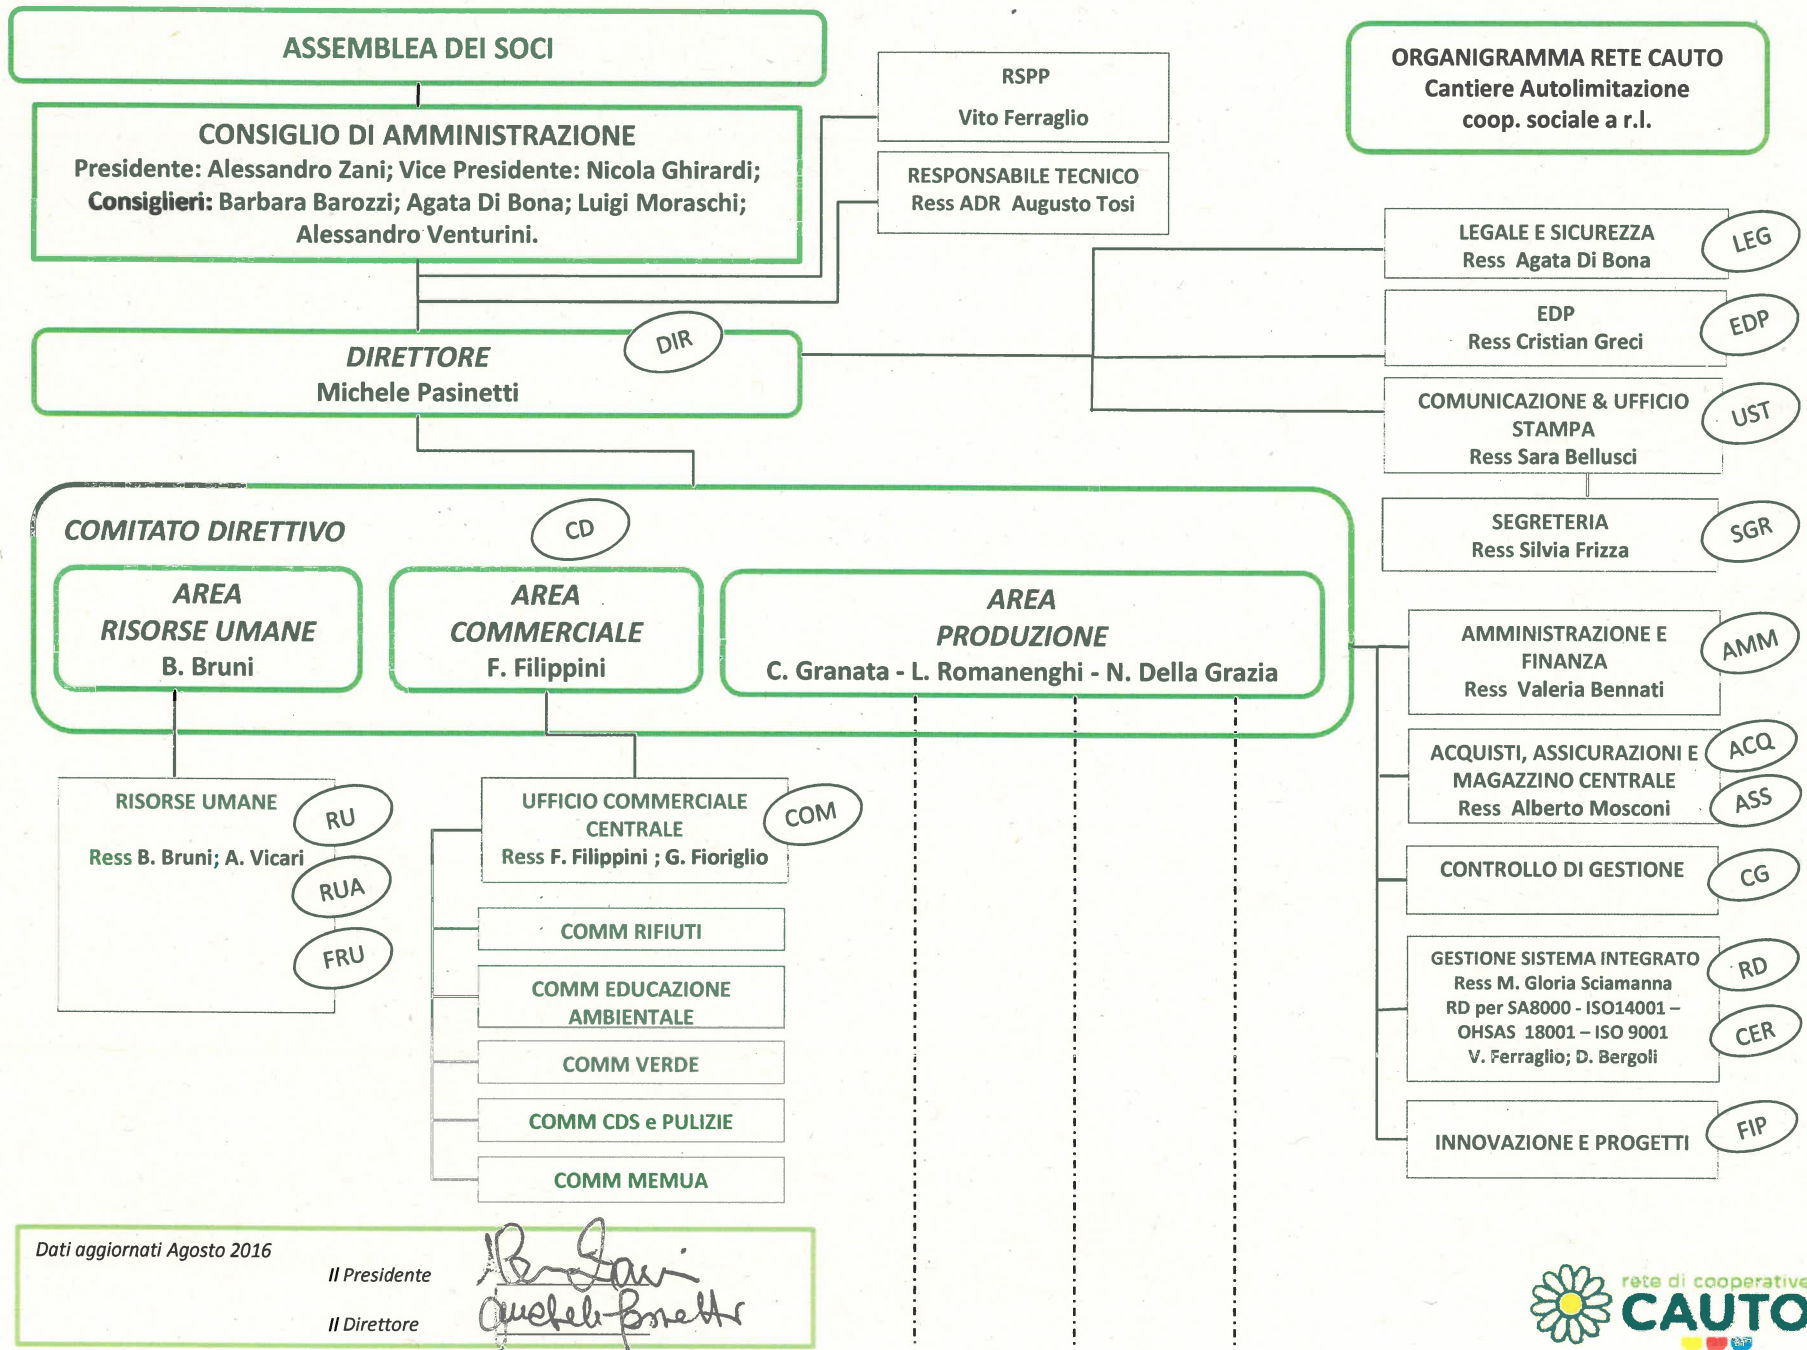 ASSEMBLEA DEI SOCI
CONSIGLIO DI AMMINISTRAZIONE
Presidente: Alessandro Zani; Vice Presidente: Nicola Ghirardi;
Consiglieri: Barbara Barozzi; Agata Di Bona; Luigi Moraschi;
Alessandro Venturini.
RSPP
Vito Ferraglio
RESPONSABILE TECNICO
Ress ADR Augusto Tosi
ORGANIGRAMMA RETE CAUTO
Cantiere Autolimitazione
coop. sociale a r.l.
DIRETTORE
Michele Pasinetti
DIR
LEGALE E SICUREZZA
Ress Agata Di Bona
LEG
EDP
Ress Cristian Greci
EDP
COMUNICAZIONE & UFFICIO
STAMPA
Ress Sara Bellusci
UST
SEGRETERIA
Ress Silvia Frizza
SGR
COMITATO DIRETTIVO
CD
AREA
RISORSE UMANE
B. Bruni
AREA
COMMERCIALE
F. Filippini
AREA
PRODUZIONE
C. Granata - L. Romanenghi - N. Della Grazia
RISORSE UMANE
Ress B. Bruni; A. Vicari
RU
RUA
FRU
UFFICIO COMMERCIALE
CENTRALE
Ress F. Filippini ; G. Fioriglio
COM
COMM RIFIUTI
COMM EDUCAZIONE
AMBIENTALE
COMM VERDE
COMM CDS e PULIZIE
COMM MEMUA
AMMINISTRAZIONE E
FINANZA
Ress Valeria Bennati
AMM
ACQUISTI, ASSICURAZIONI E
MAGAZZINO CENTRALE
Ress Alberto Mosconi
ACQ
ASS
CONTROLLO DI GESTIONE
CG
GESTIONE SISTEMA INTEGRATO
Ress M. Gloria Sciamanna
RD per SA8000 - ISO14001 –
OHSAS 18001 – ISO 9001
V. Ferraglio; D. Bergoli
RD
CER
INNOVAZIONE E PROGETTI
FIP
Dati aggiornati Agosto 2016
Il Presidente
Il Direttore
rete di cooperative
CAUTO